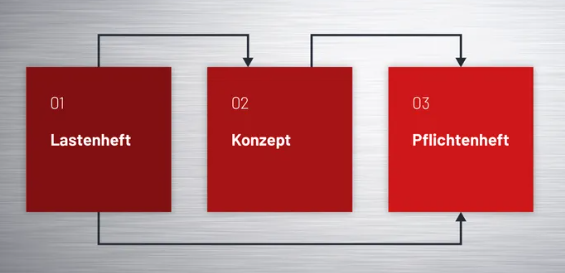 01
Lastenheft
02
Konzept
03
Pflichtenheft